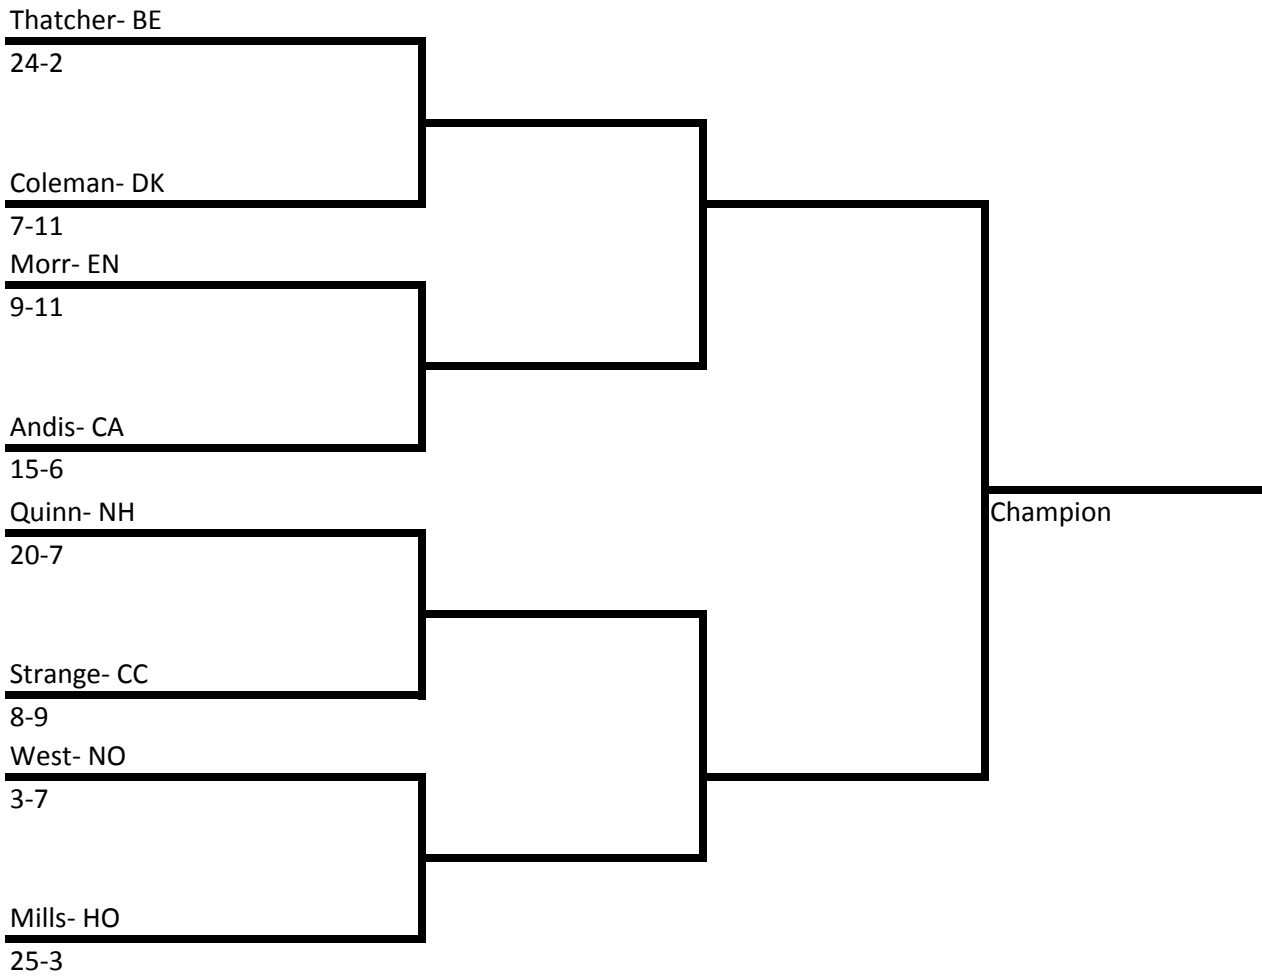 Thatcher- BE
24-2
Coleman- DK
7-11
Morr- EN
9-11
Andis- CA
15-6
Quinn- NH
20-7
Champion
Strange- CC
8-9
West- NO
3-7
Mills- HO
25-3